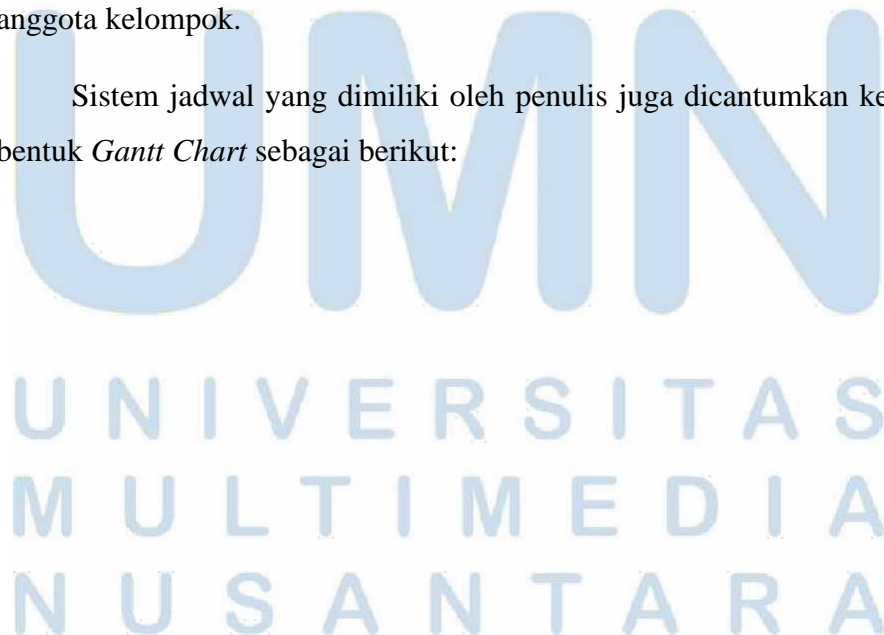 anggota kelompok.
Sistem jadwal yang dimiliki oleh penulis juga dicantumkan ke
bentuk Gantt Chart sebagai berikut:
UMN
UNIVERSITAS
MULTIMEDIA
NUSANTARA